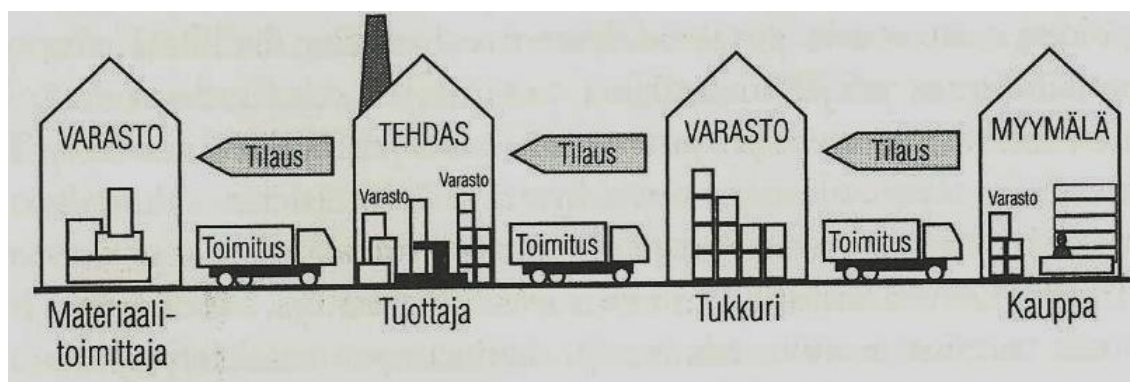 VARASTO
Tilaus
TEHDAS
Tilaus
VARASTO
Tilaus
MYYMÄLÄ
Varasto
Varasto
Varasto
Toimitus
Toimitus
Toimitus
Materiaali-
toimittaja
Tuottaja
Tukkuri
Kauppa